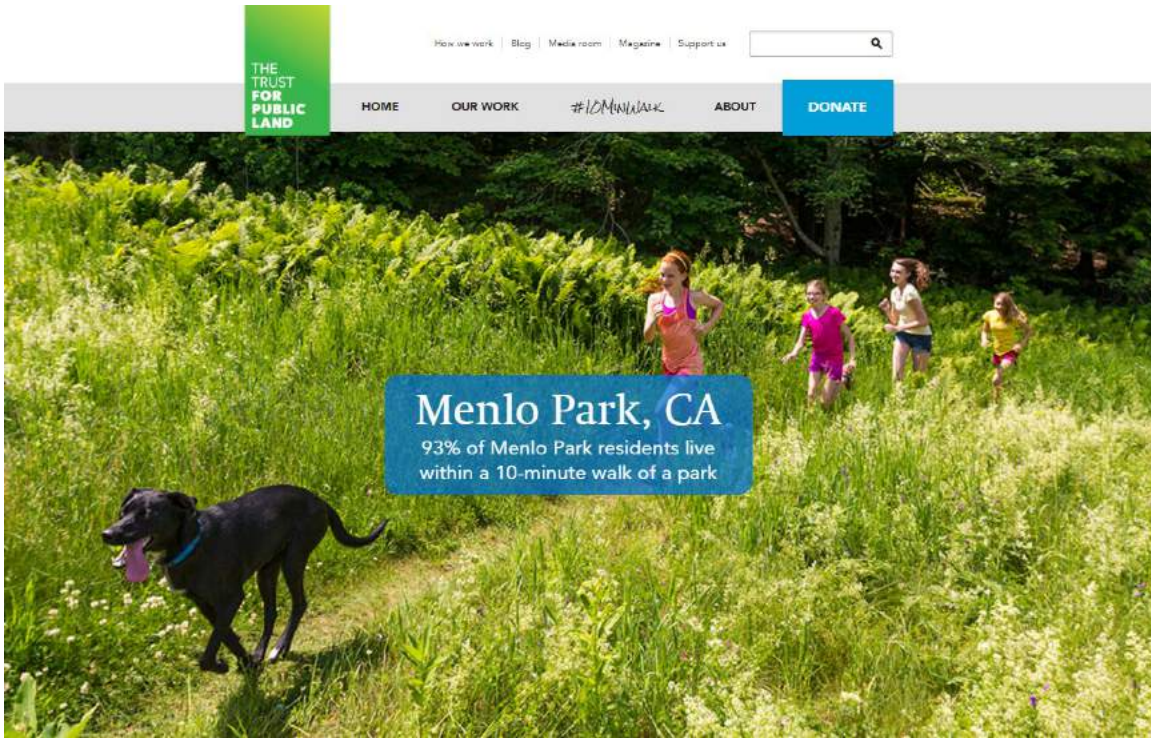 THE
TRUST
FOR
PUBLIC
LAND
How we work | Blog | Media room | Magazine | Support us
HOME OUR WORK #10MINWALK ABOUT DONATE
Menlo Park, CA
93% of Menlo Park residents live
within a 10-minute walk of a park